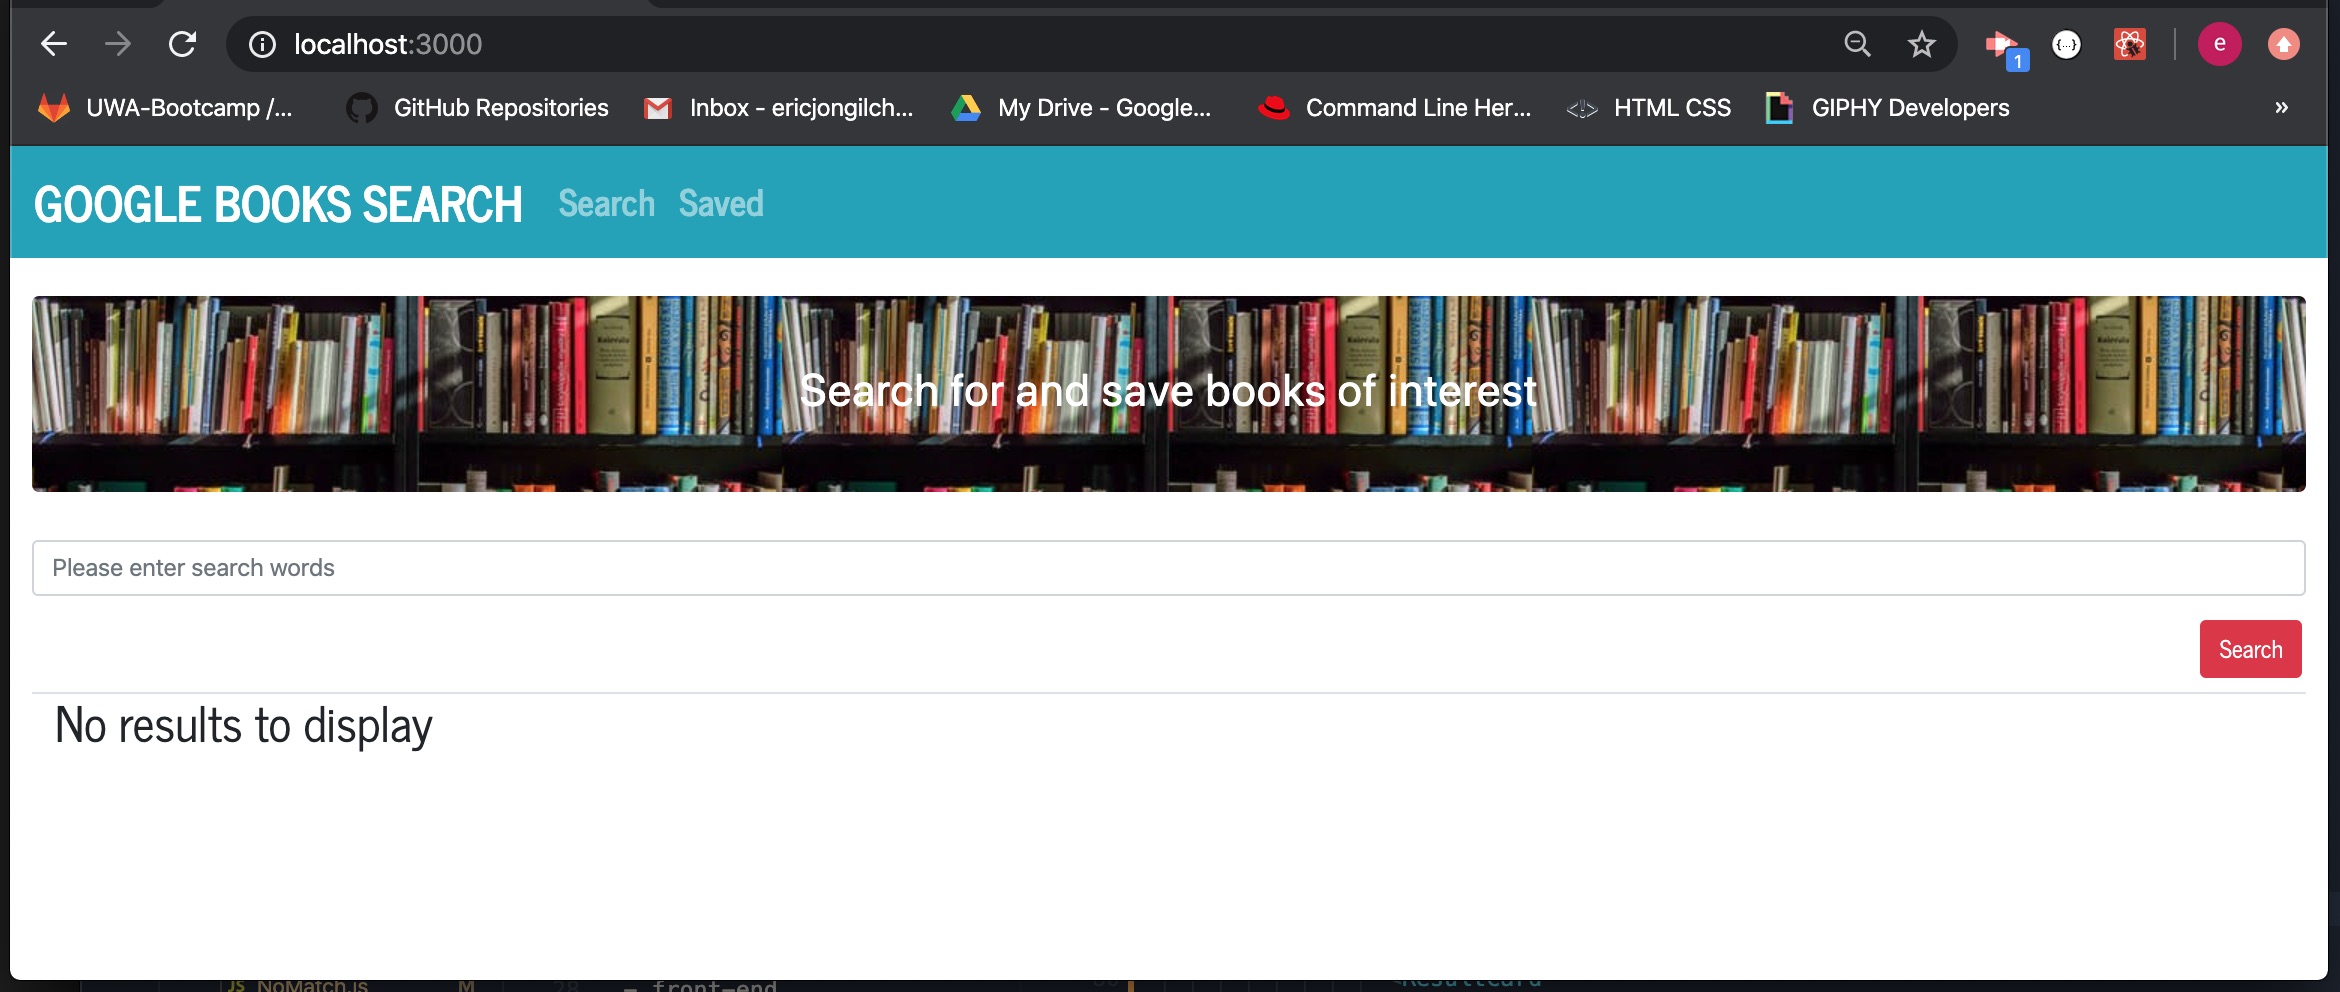 localhost:3000
1
{...}
e
UWA-Bootcamp /... GitHub Repositories Inbox - ericjongilch... My Drive - Google... Command Line Her... HTML CSS GIPHY Developers »
GOOGLE BOOKS SEARCH Search Saved
Search for and save books of interest
Please enter search words
Search
No results to display
JS NoMatch.js M 28 - front-end <ResultCard